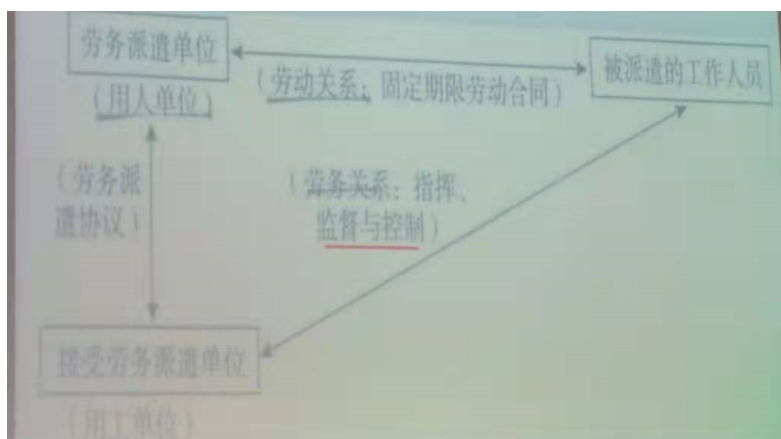 劳务派遣单位
(用人单位)
(劳动关系:固定期限劳动合同)
被派遣的工作人员
(劳务派
遣协议)
(劳务关系:指挥、
监督与控制)
接受劳务派遣单位
(用工单位)